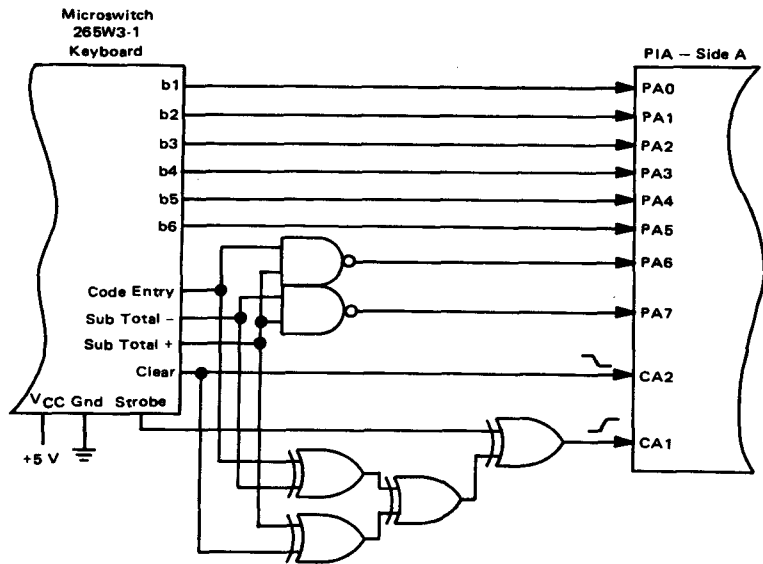 Microswitch
265W3-1
Keyboard
PIA – Side A
b1
PA0
b2
PA1
b3
PA2
b4
PA3
b5
PA4
b6
PA5
PA6
Code Entry
Sub Total –
PA7
Sub Total +
Clear
CA2
VCC Gnd Strobe
CA1
+5 V